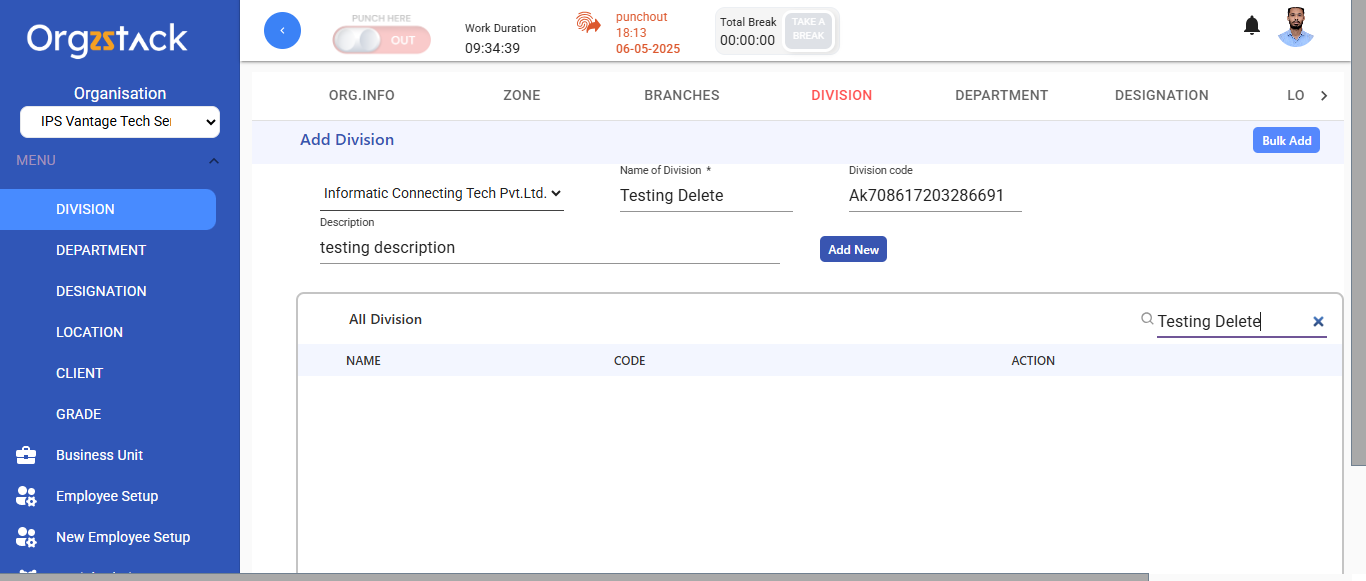 Orgzstack
Organisation
IPS Vantage Tech Ser
MENU
DIVISION
DEPARTMENT
DESIGNATION
LOCATION
CLIENT
GRADE
Business Unit
Employee Setup
New Employee Setup
PUNCH HERE
OUT
Work Duration
09:34:39
punchout
18:13
06-05-2025
Total Break
00:00:00
TAKE A
BREAK
ORG.INFO ZONE BRANCHES DIVISION DEPARTMENT DESIGNATION LO
Add Division
Bulk Add
Informatic Connecting Tech Pvt.Ltd.
Name of Division *
Testing Delete
Division code
Ak708617203286691
Description
testing description
Add New
All Division
Testing Delete
NAME CODE ACTION